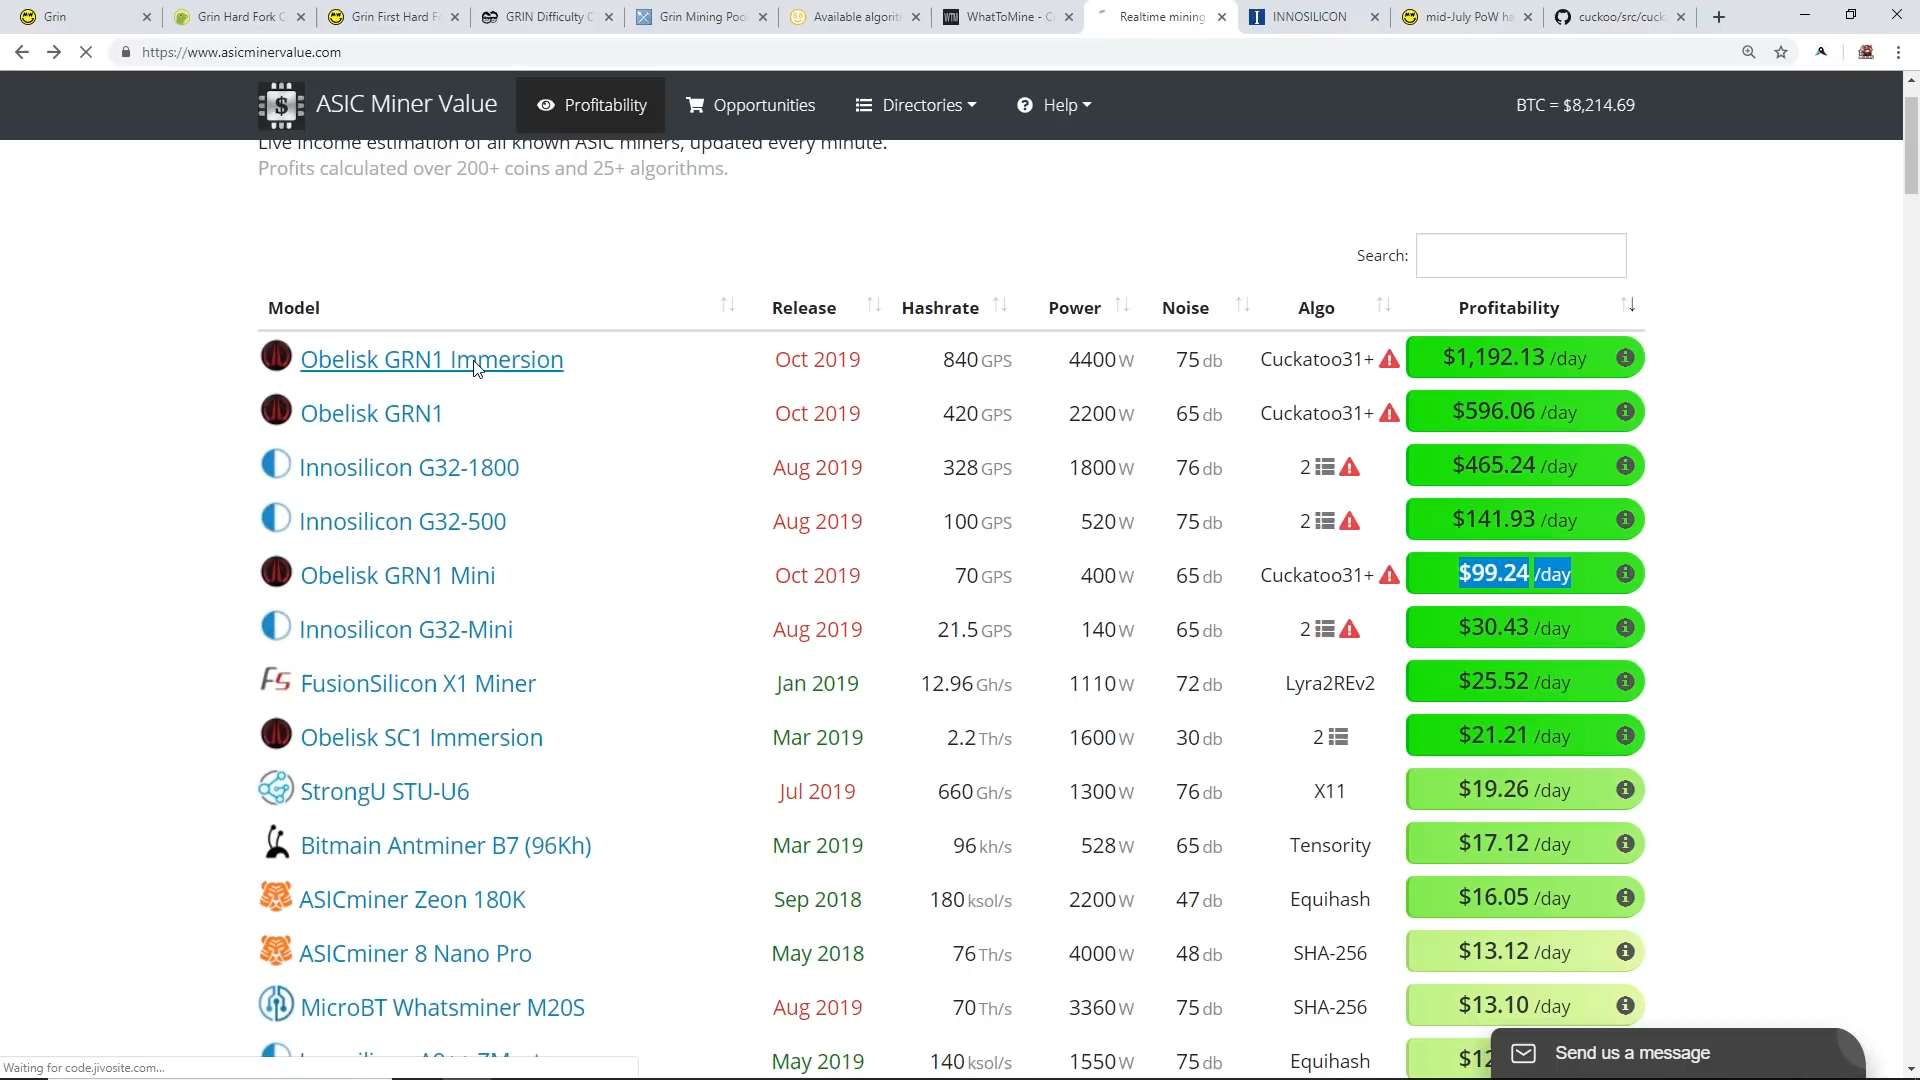 Grin
Grin Hard Fork C
Grin First Hard F
GRIN Difficulty C
Grin Mining Poo
Available algorit
WTM WhatToMine - C
Realtime mining
INNOSILICON
mid-July PoW ha
cuckoo/src/cuck
https://www.asicminervalue.com
ASIC Miner Value
Profitability
Opportunities
Directories
Help
BTC = $8,214.69
Live income estimation of all known ASIC miners, updated every minute.
Profits calculated over 200+ coins and 25+ algorithms.
Search:
Model Release Hashrate Power Noise Algo Profitability
Obelisk GRN1 Immersion Oct 2019 840 GPS 4400 W 75 db Cuckatoo31+ $1,192.13 /day
Obelisk GRN1 Oct 2019 420 GPS 2200 W 65 db Cuckatoo31+ $596.06 /day
Innosilicon G32-1800 Aug 2019 328 GPS 1800 W 76 db 2 $465.24 /day
Innosilicon G32-500 Aug 2019 100 GPS 520 W 75 db 2 $141.93 /day
Obelisk GRN1 Mini Oct 2019 70 GPS 400 W 65 db Cuckatoo31+ $99.24 /day
Innosilicon G32-Mini Aug 2019 21.5 GPS 140 W 65 db 2 $30.43 /day
FS FusionSilicon X1 Miner Jan 2019 12.96 Gh/s 1110 W 72 db Lyra2REv2 $25.52 /day
Obelisk SC1 Immersion Mar 2019 2.2 Th/s 1600 W 30 db 2 $21.21 /day
StrongU STU-U6 Jul 2019 660 Gh/s 1300 W 76 db X11 $19.26 /day
Bitmain Antminer B7 (96Kh) Mar 2019 96 kh/s 528 W 65 db Tensority $17.12 /day
ASICminer Zeon 180K Sep 2018 180 ksol/s 2200 W 47 db Equihash $16.05 /day
ASICminer 8 Nano Pro May 2018 76 Th/s 4000 W 48 db SHA-256 $13.12 /day
MicroBT Whatsminer M20S Aug 2019 70 Th/s 3360 W 75 db SHA-256 $13.10 /day
May 2019 140 ksol/s 1550 W 75 db Equihash
Send us a message
Waiting for code.jivosite.com...